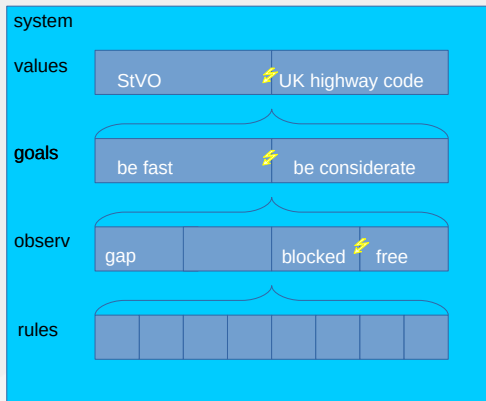 system
values
StVO UK highway code
goals
be fast be considerate
observ
gap blocked free
rules